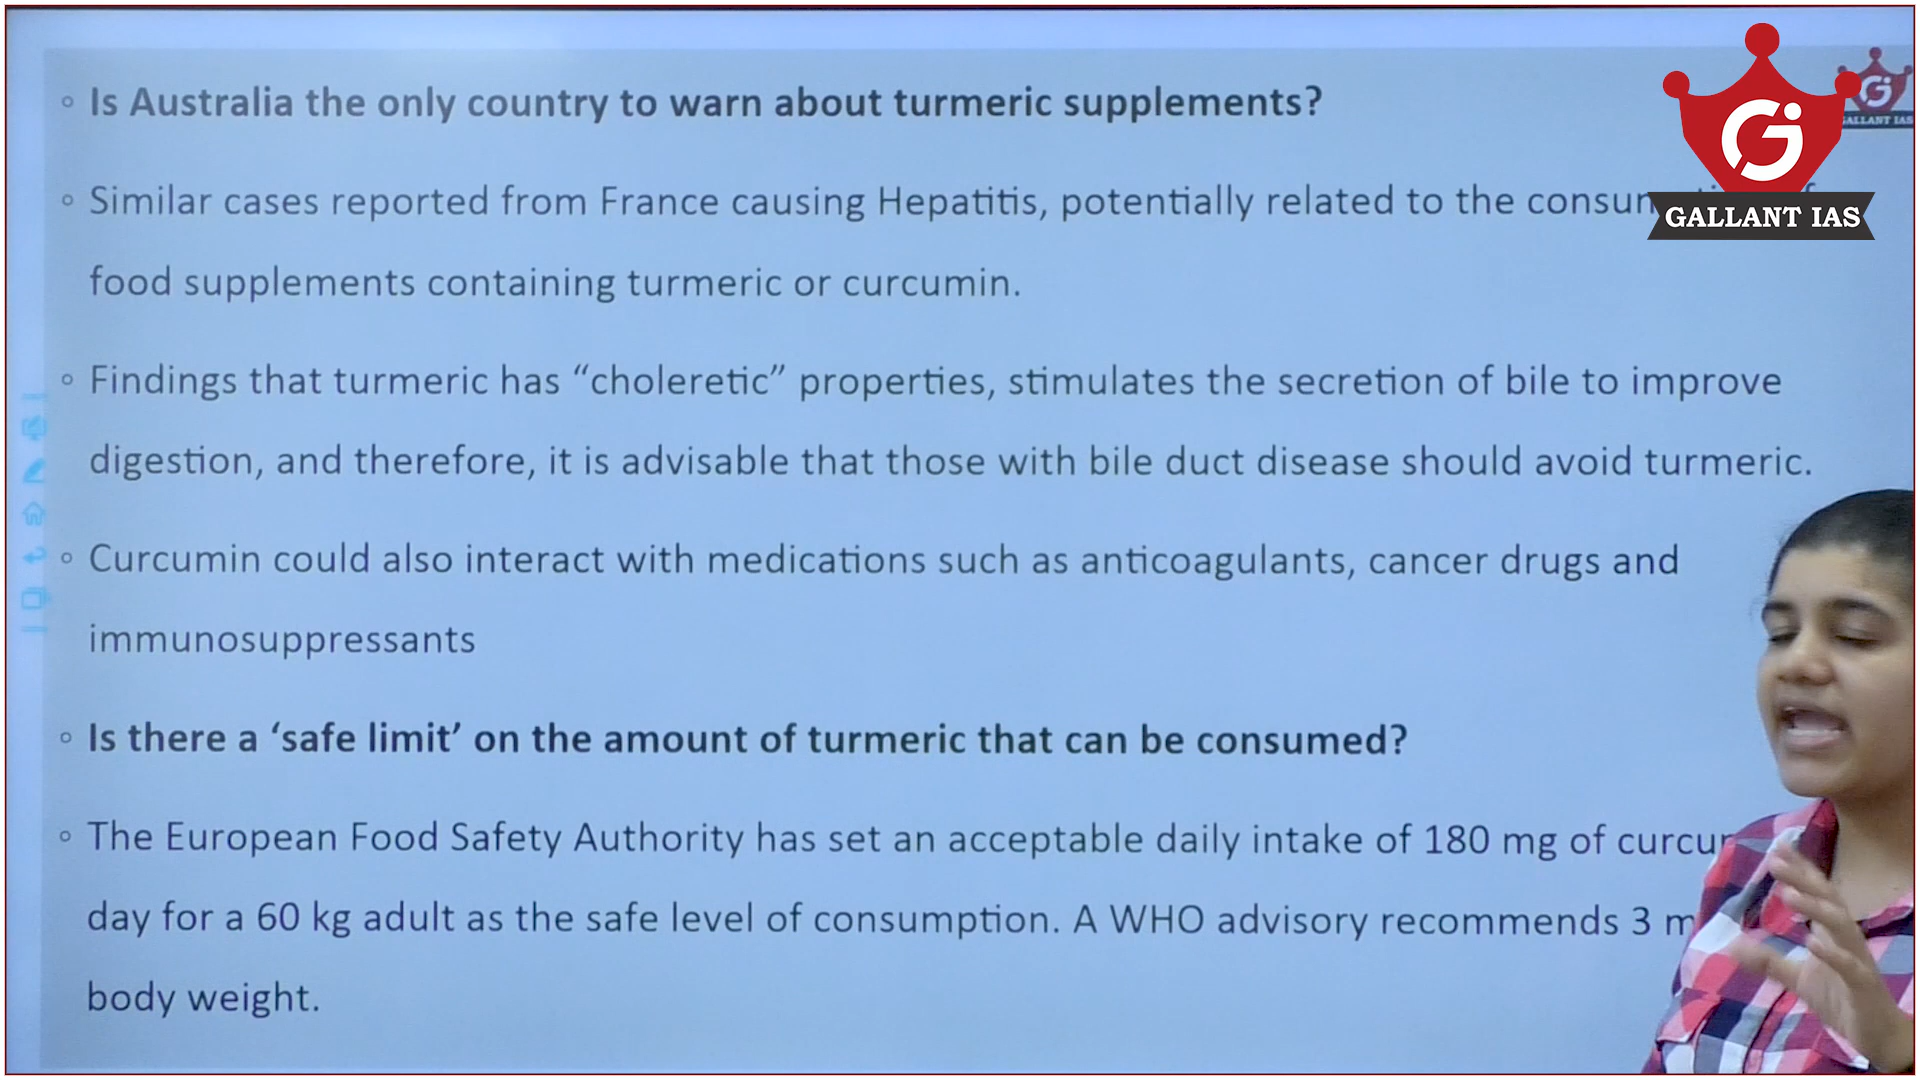 Is Australia the only country to warn about turmeric supplements?
Similar cases reported from France causing Hepatitis, potentially related to the
food supplements containing turmeric or curcumin.
Findings that turmeric has “choleretic” properties, stimulates the secretion of bile to improve
digestion, and therefore, it is advisable that those with bile duct disease should avoid turmeric.
Curcumin could also interact with medications such as anticoagulants, cancer drugs and
immunosuppressants
Is there a ‘safe limit’ on the amount of turmeric that can be consumed?
The European Food Safety Authority has set an acceptable daily intake of 180 mg of
day for a 60 kg adult as the safe level of consumption. A WHO advisory recommends 3
body weight.
GALLANT IAS
GALLANT IAS